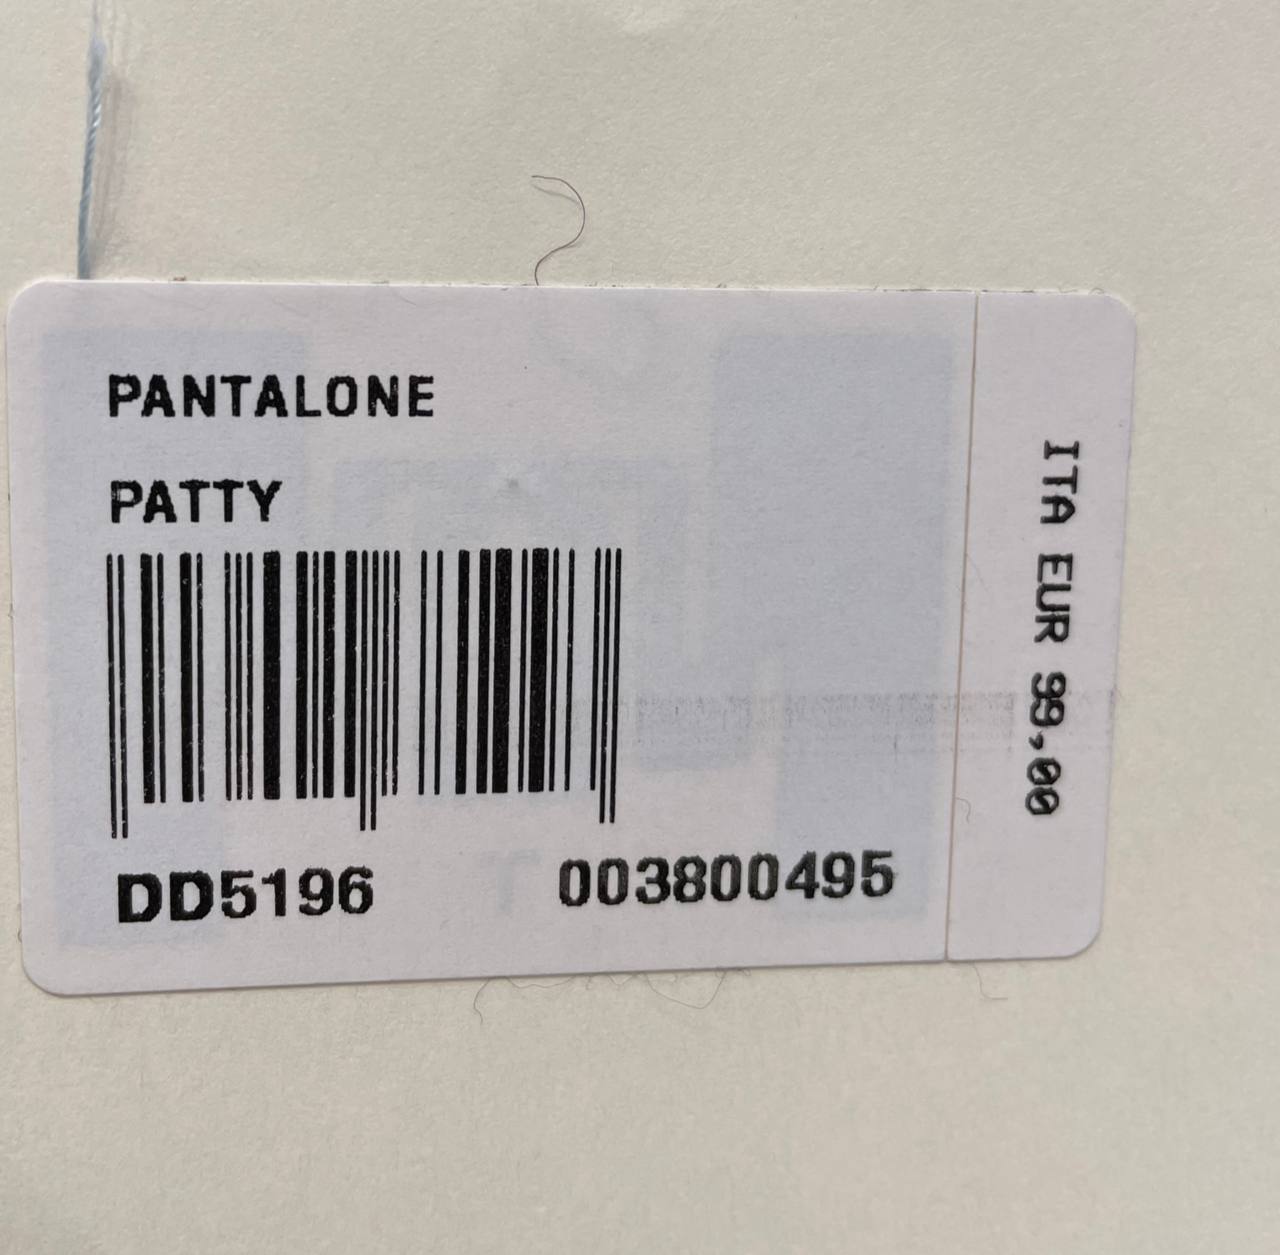 PANTALONE
PATTY
DD5196 003800495
ITA EUR 99,00